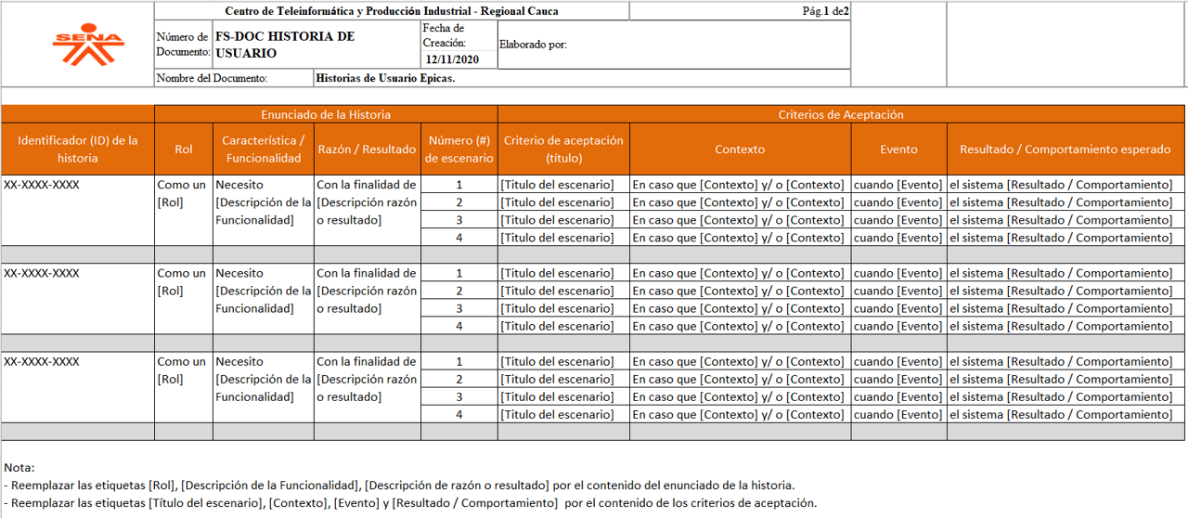 Centro de Teleinformática y Producción Industrial - Regional Cauca Pág.1 de2
SENA
Número de Documento: FS-DOC HISTORIA DE USUARIO Fecha de Creación: 12/11/2020 Elaborado por:
Nombre del Documento: Historias de Usuario Epicas.
Enunciado de la Historia Criterios de Aceptación
Identificador (ID) de la historia Rol Característica / Funcionalidad Razón / Resultado Número (#) de escenario Criterio de aceptación (título) Contexto Evento Resultado / Comportamiento esperado
XX-XXXX-XXXX Como un [Rol] Necesito [Descripción de la Funcionalidad] Con la finalidad de [Descripción razón o resultado] 1 [Titulo del escenario] En caso que [Contexto] y/ o [Contexto] cuando [Evento] el sistema [Resultado / Comportamiento]
2 [Titulo del escenario] En caso que [Contexto] y/ o [Contexto] cuando [Evento] el sistema [Resultado / Comportamiento]
3 [Titulo del escenario] En caso que [Contexto] y/ o [Contexto] cuando [Evento] el sistema [Resultado / Comportamiento]
4 [Titulo del escenario] En caso que [Contexto] y/ o [Contexto] cuando [Evento] el sistema [Resultado / Comportamiento]
XX-XXXX-XXXX Como un [Rol] Necesito [Descripción de la Funcionalidad] Con la finalidad de [Descripción razón o resultado] 1 [Titulo del escenario] En caso que [Contexto] y/ o [Contexto] cuando [Evento] el sistema [Resultado / Comportamiento]
2 [Titulo del escenario] En caso que [Contexto] y/ o [Contexto] cuando [Evento] el sistema [Resultado / Comportamiento]
3 [Titulo del escenario] En caso que [Contexto] y/ o [Contexto] cuando [Evento] el sistema [Resultado / Comportamiento]
4 [Titulo del escenario] En caso que [Contexto] y/ o [Contexto] cuando [Evento] el sistema [Resultado / Comportamiento]
XX-XXXX-XXXX Como un [Rol] Necesito [Descripción de la Funcionalidad] Con la finalidad de [Descripción razón o resultado] 1 [Titulo del escenario] En caso que [Contexto] y/ o [Contexto] cuando [Evento] el sistema [Resultado / Comportamiento]
2 [Titulo del escenario] En caso que [Contexto] y/ o [Contexto] cuando [Evento] el sistema [Resultado / Comportamiento]
3 [Titulo del escenario] En caso que [Contexto] y/ o [Contexto] cuando [Evento] el sistema [Resultado / Comportamiento]
4 [Titulo del escenario] En caso que [Contexto] y/ o [Contexto] cuando [Evento] el sistema [Resultado / Comportamiento]
Nota:
- Reemplazar las etiquetas [Rol], [Descripción de la Funcionalidad], [Descripción de razón o resultado] por el contenido del enunciado de la historia.
- Reemplazar las etiquetas [Título del escenario], [Contexto], [Evento] y [Resultado / Comportamiento] por el contenido de los criterios de aceptación.